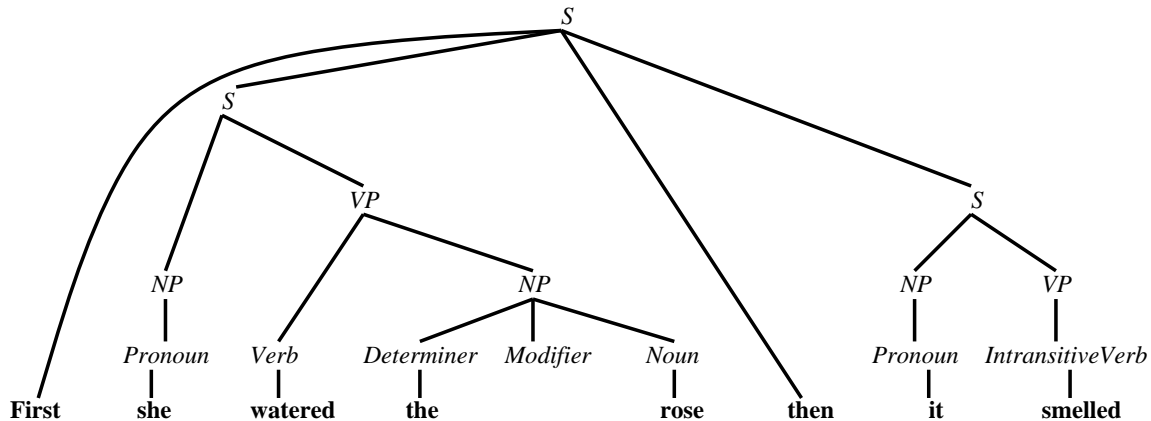 S
S
VP S
NP NP NP VP
Pronoun Verb Determiner Modifier Noun Pronoun IntransitiveVerb
First she watered the rose then it smelled